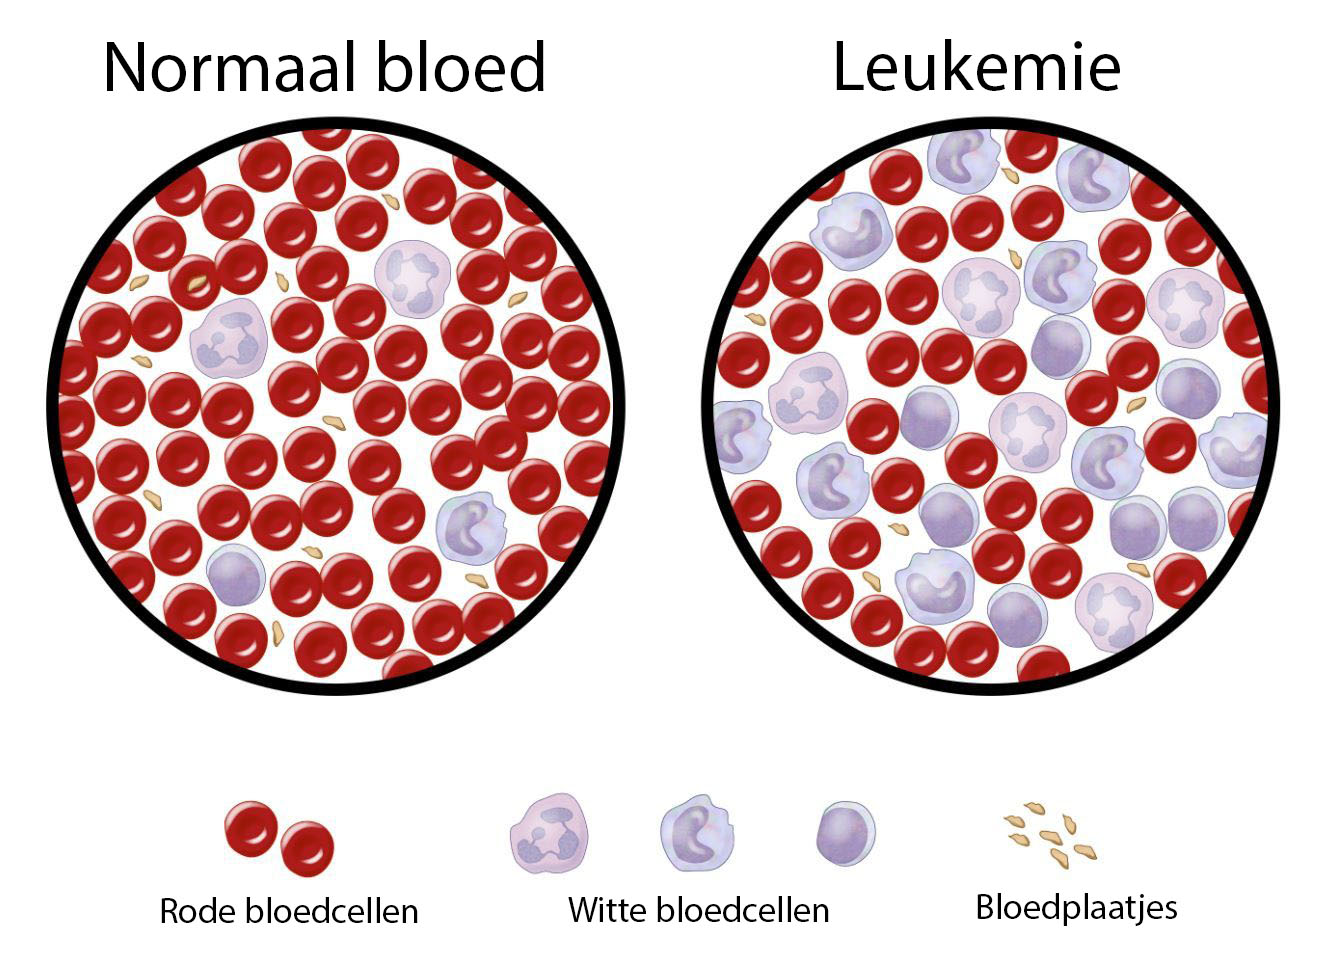 Normaal bloed
Leukemie
Rode bloedcellen
Witte bloedcellen
Bloedplaatjes